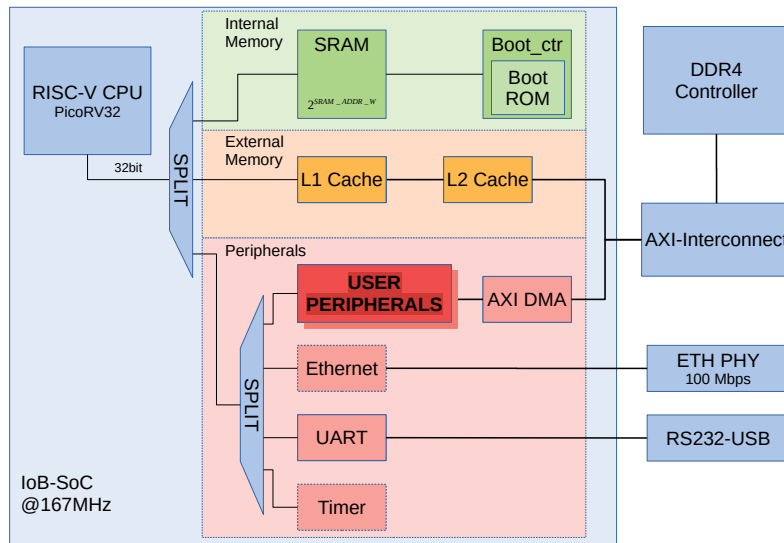 Internal
Memory
SRAM
2^SRAM_ADDR_W
Boot_ctr
Boot
ROM
RISC-V CPU
PicoRV32
32bit
SPLIT
DDR4
Controller
External
Memory
L1 Cache
L2 Cache
AXI-Interconnect
Peripherals
USER
PERIPHERALS
AXI DMA
SPLIT
Ethernet
ETH PHY
100 Mbps
UART
RS232-USB
Timer
IoB-SoC
@167MHz